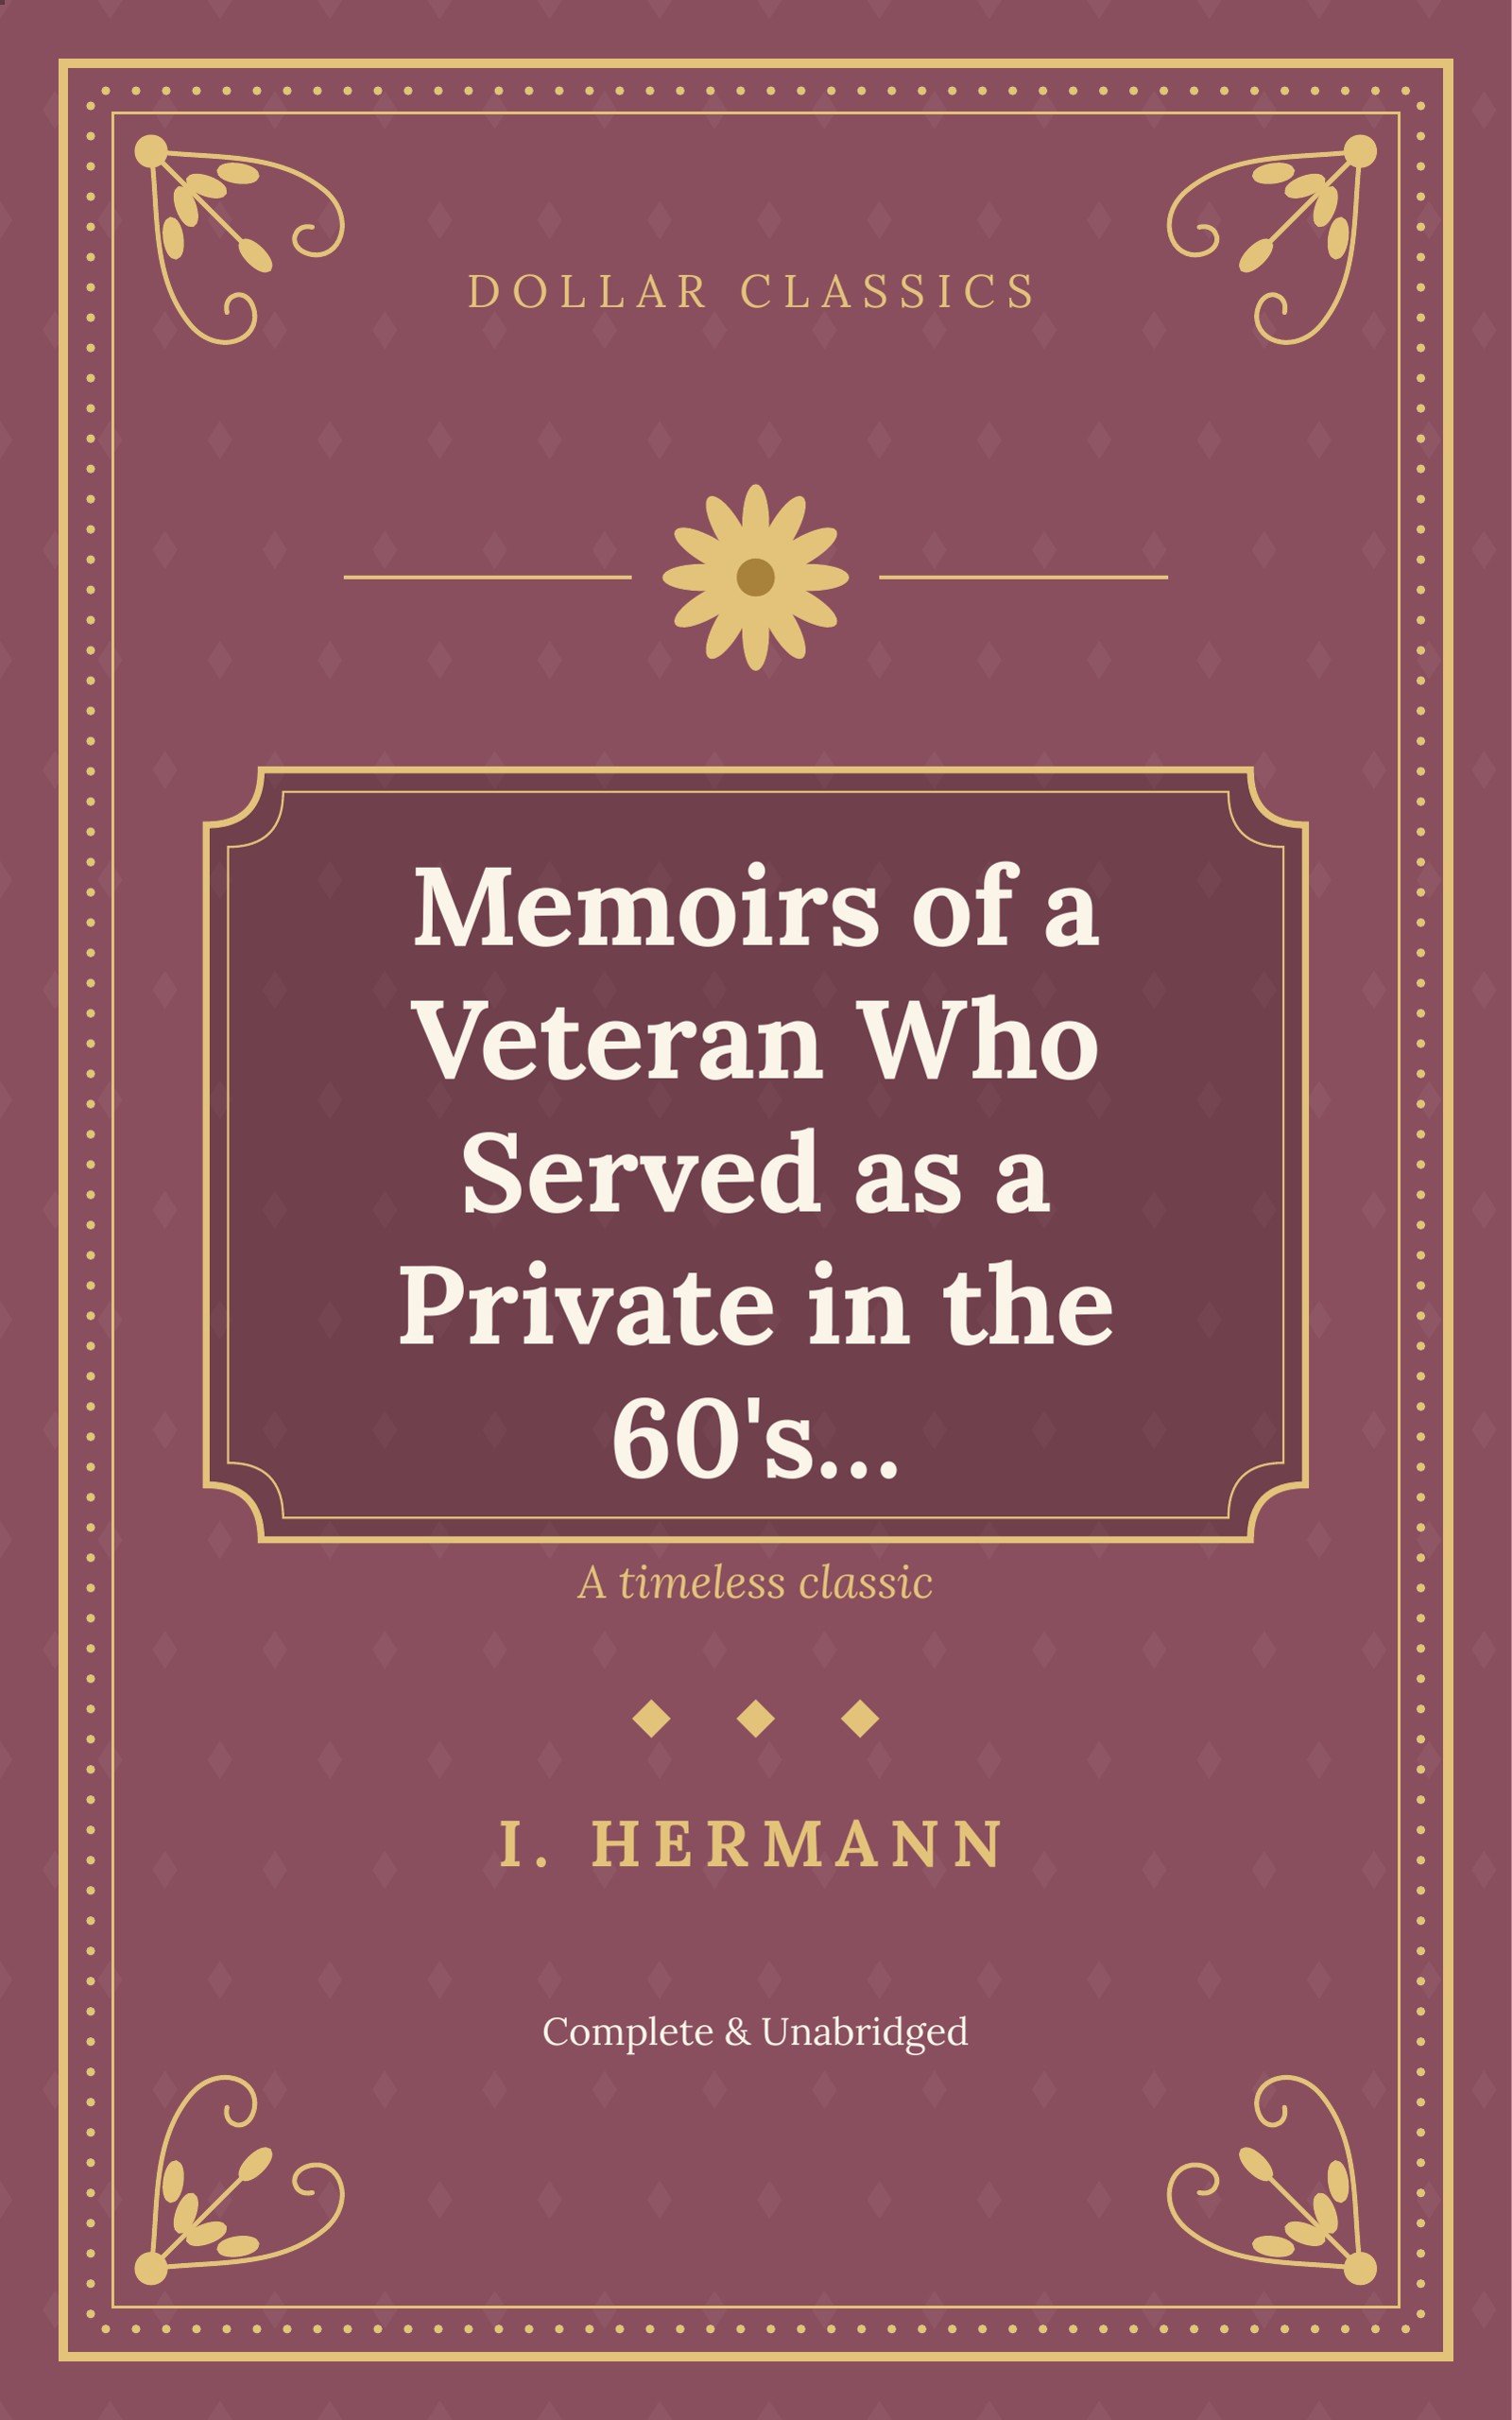 DOLLAR CLASSICS
Memoirs of a
Veteran Who
Served as a
Private in the
60's...
A timeless classic
I. HERMANN
Complete & Unabridged